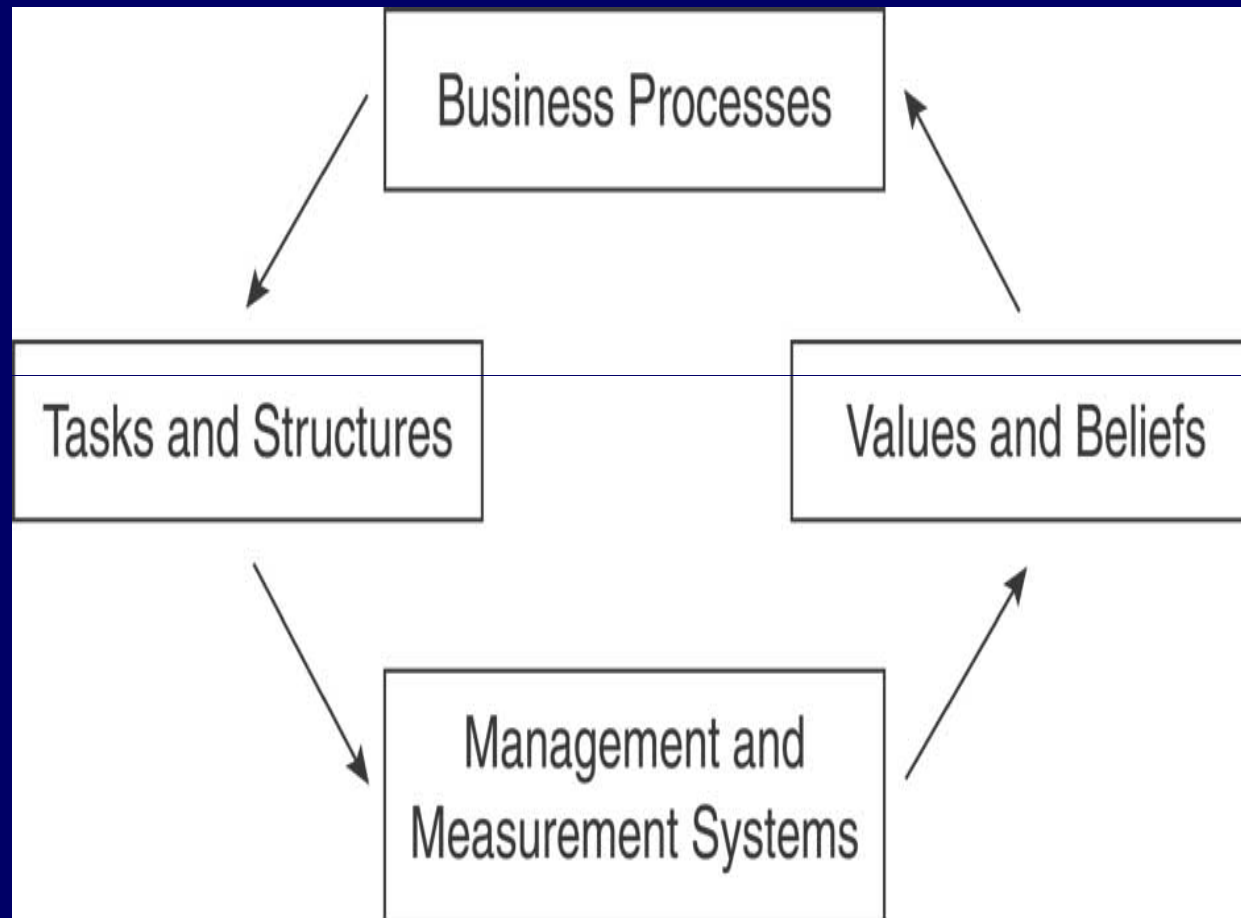 Business Processes
Tasks and Structures
Values and Beliefs
Management and
Measurement Systems